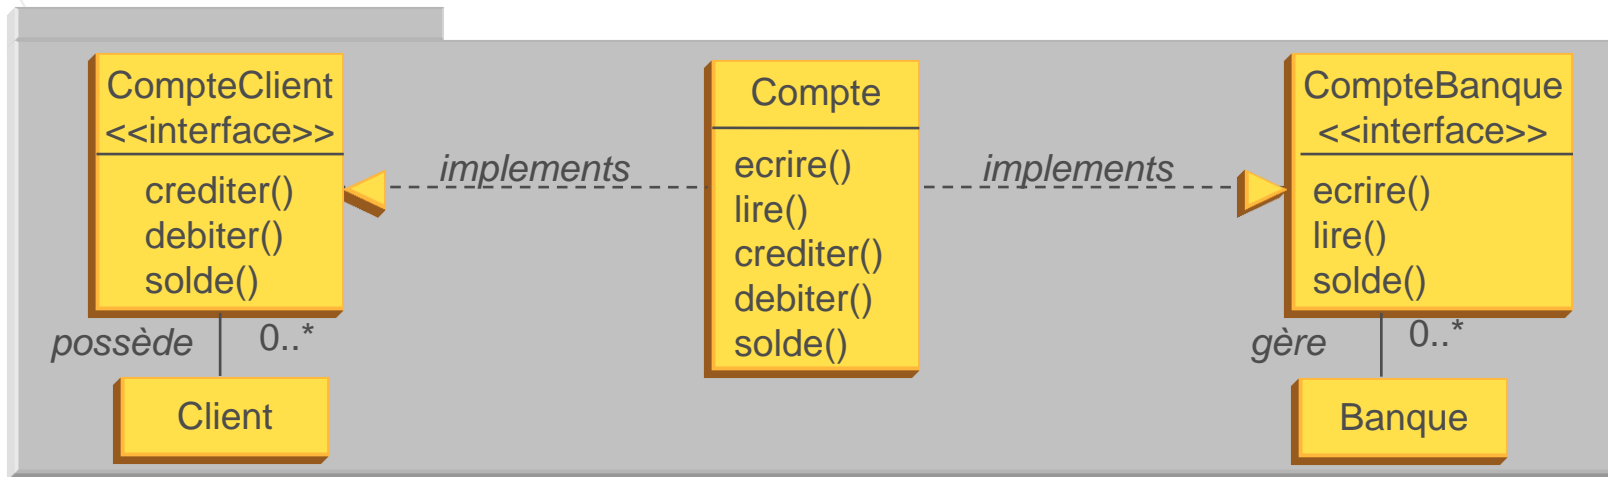 CompteClient
<<interface>>
crediter()
debiter()
solde()
implements
Compte
ecrire()
lire()
crediter()
debiter()
solde()
implements
CompteBanque
<<interface>>
ecrire()
lire()
solde()
possède
0..*
Client
gère
0..*
Banque